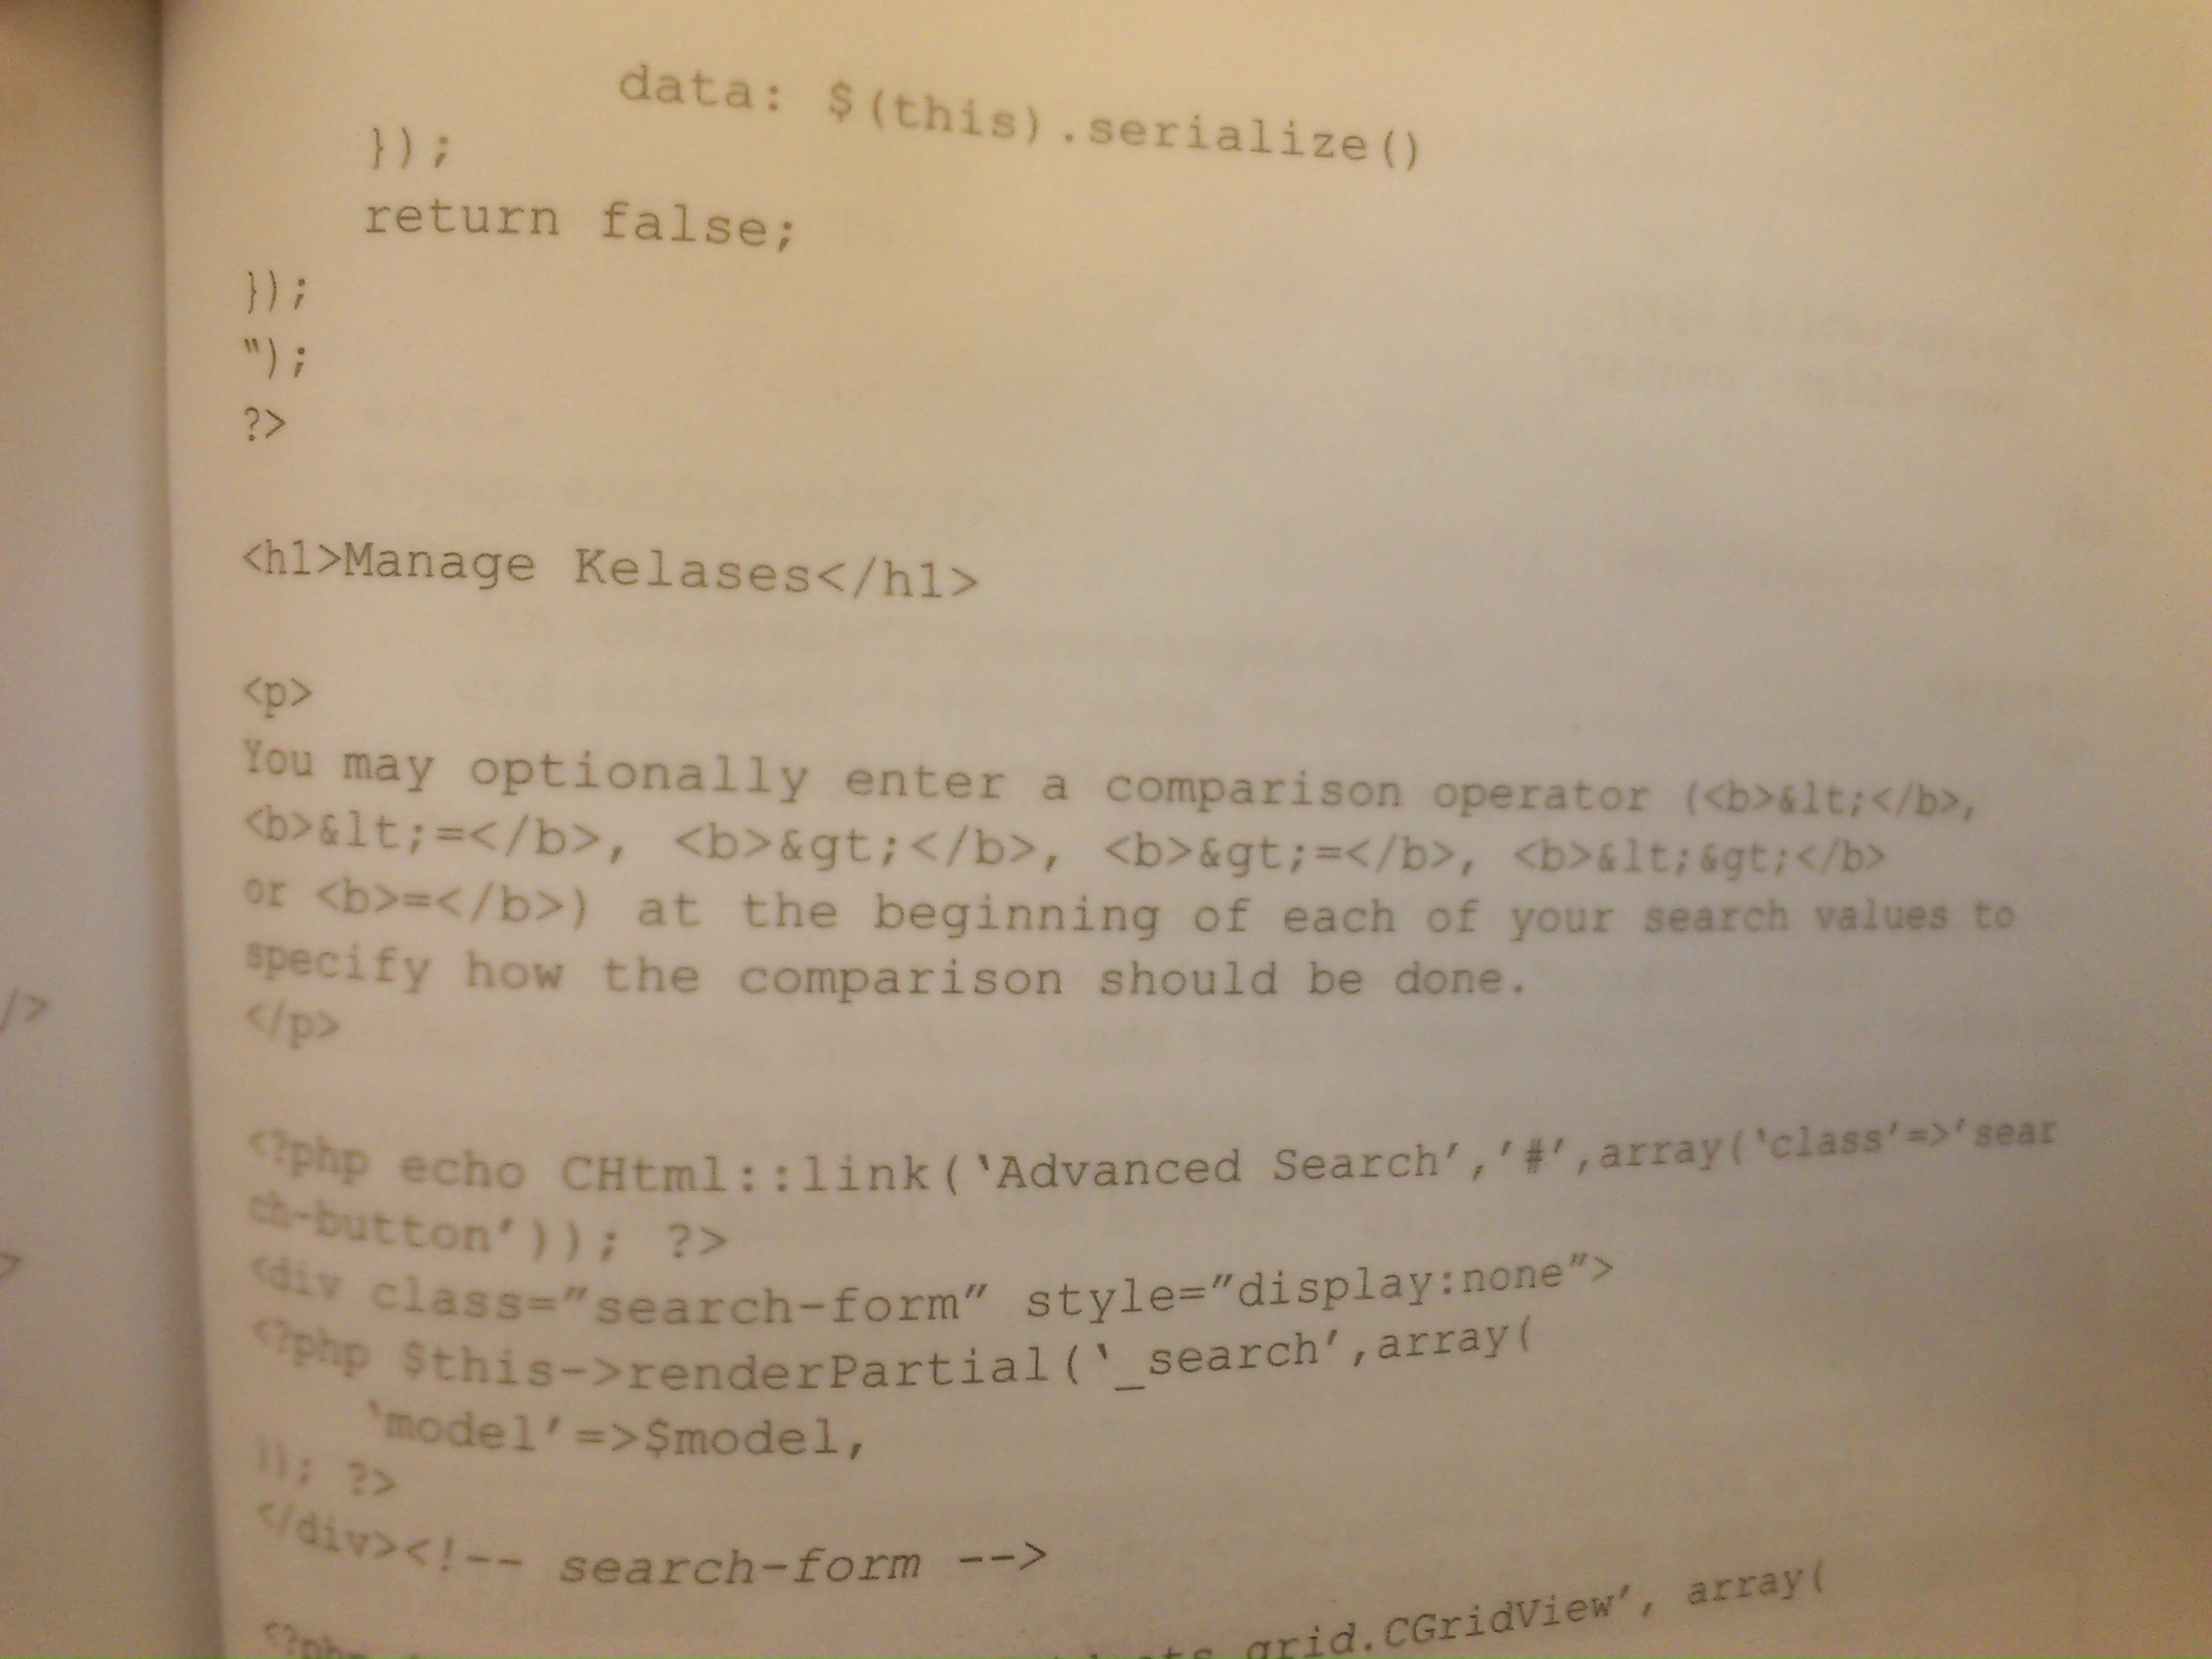 data: $(this).serialize()
    });
    return false;
});
");
?>
<h1>Manage Kelases</h1>
<p>
You may optionally enter a comparison operator (<b>&lt;</b>,
<b>&lt;=</b>, <b>&gt;</b>, <b>&gt;=</b>, <b>&lt;&gt;</b>
or <b>=</b>) at the beginning of each of your search values to
specify how the comparison should be done.
</p>
/>
<?php echo CHtml::link(‘Advanced Search’,’#’,array(‘class’=>’sear
ch-button’)); ?>
>
<div class=”search-form” style=”display:none”>
<?php $this->renderPartial(‘_search’,array(
    ‘model’=>$model,
)); ?>
</div><!-- search-form -->
<?php grid.CGridView’, array(